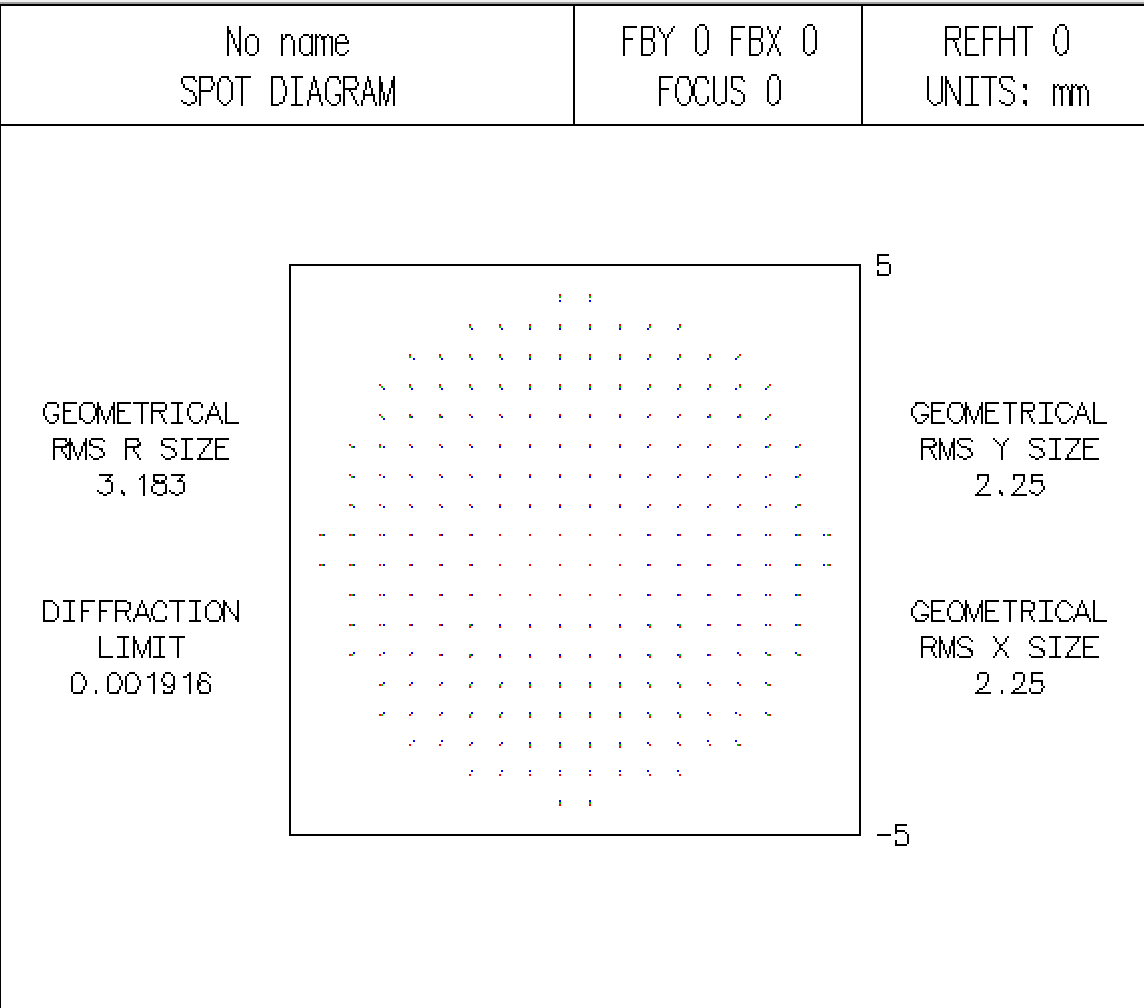 No name
SPOT DIAGRAM
FBY 0 FBX 0
FOCUS 0
REFHT 0
UNITS: mm
5
GEOMETRICAL
RMS R SIZE
3.183
GEOMETRICAL
RMS Y SIZE
2.25
DIFFRACTION
LIMIT
0.001916
GEOMETRICAL
RMS X SIZE
2.25
-5